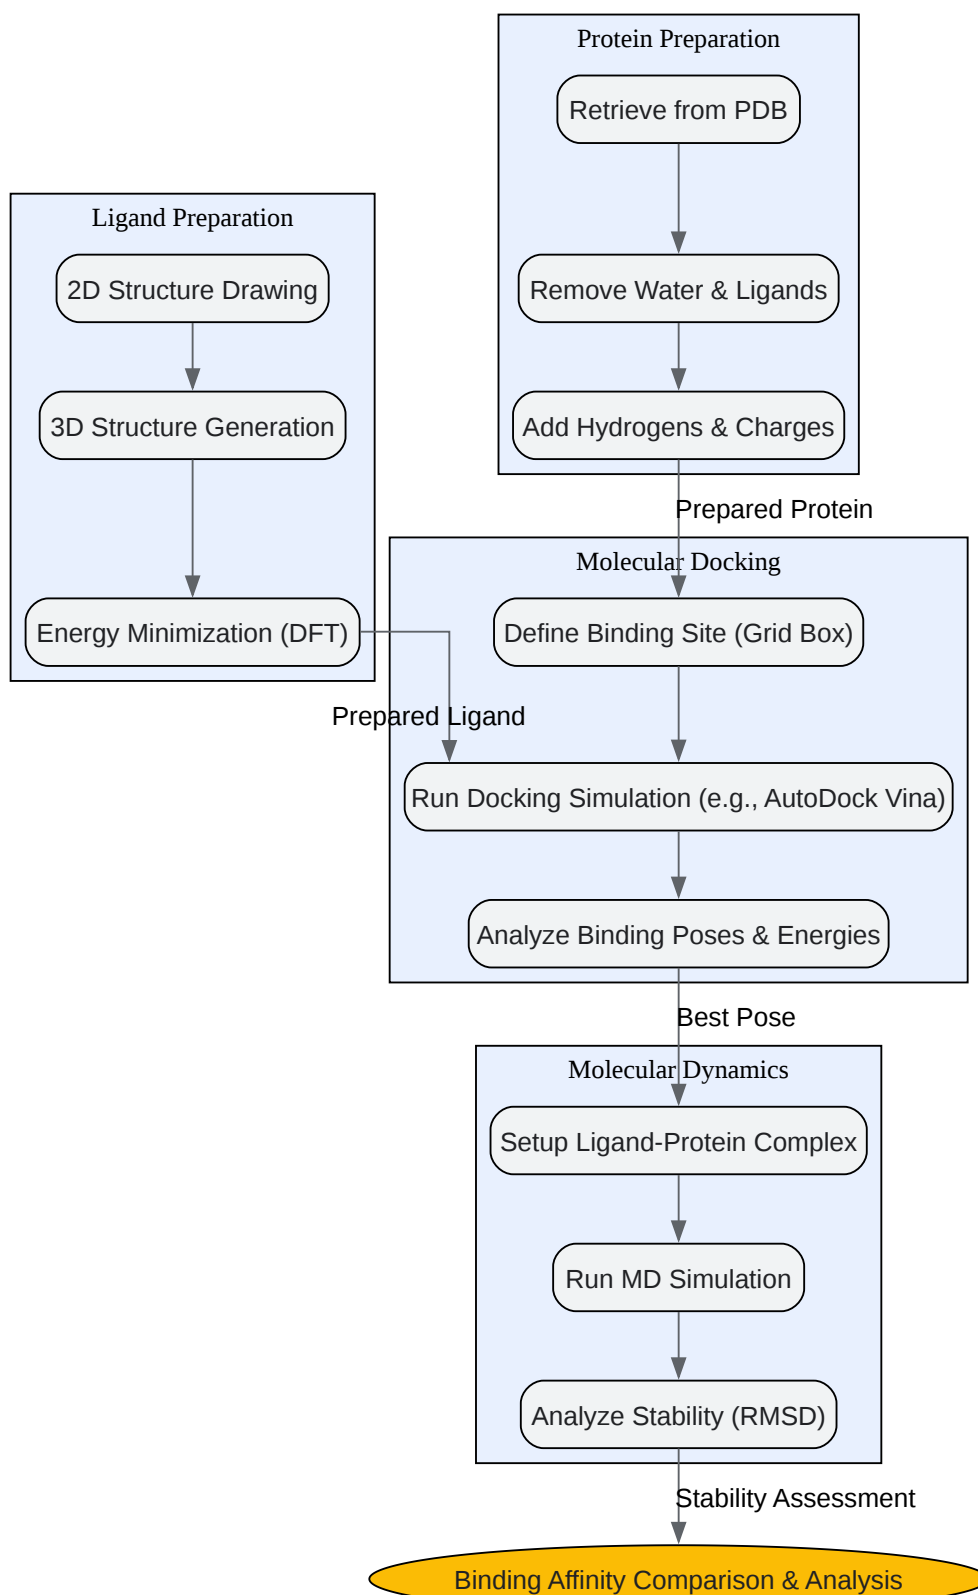 Protein Preparation
Retrieve from PDB
Remove Water & Ligands
Add Hydrogens & Charges
Prepared Protein
Ligand Preparation
2D Structure Drawing
3D Structure Generation
Energy Minimization (DFT)
Prepared Ligand
Molecular Docking
Define Binding Site (Grid Box)
Run Docking Simulation (e.g., AutoDock Vina)
Analyze Binding Poses & Energies
Best Pose
Molecular Dynamics
Setup Ligand-Protein Complex
Run MD Simulation
Analyze Stability (RMSD)
Stability Assessment
Binding Affinity Comparison & Analysis